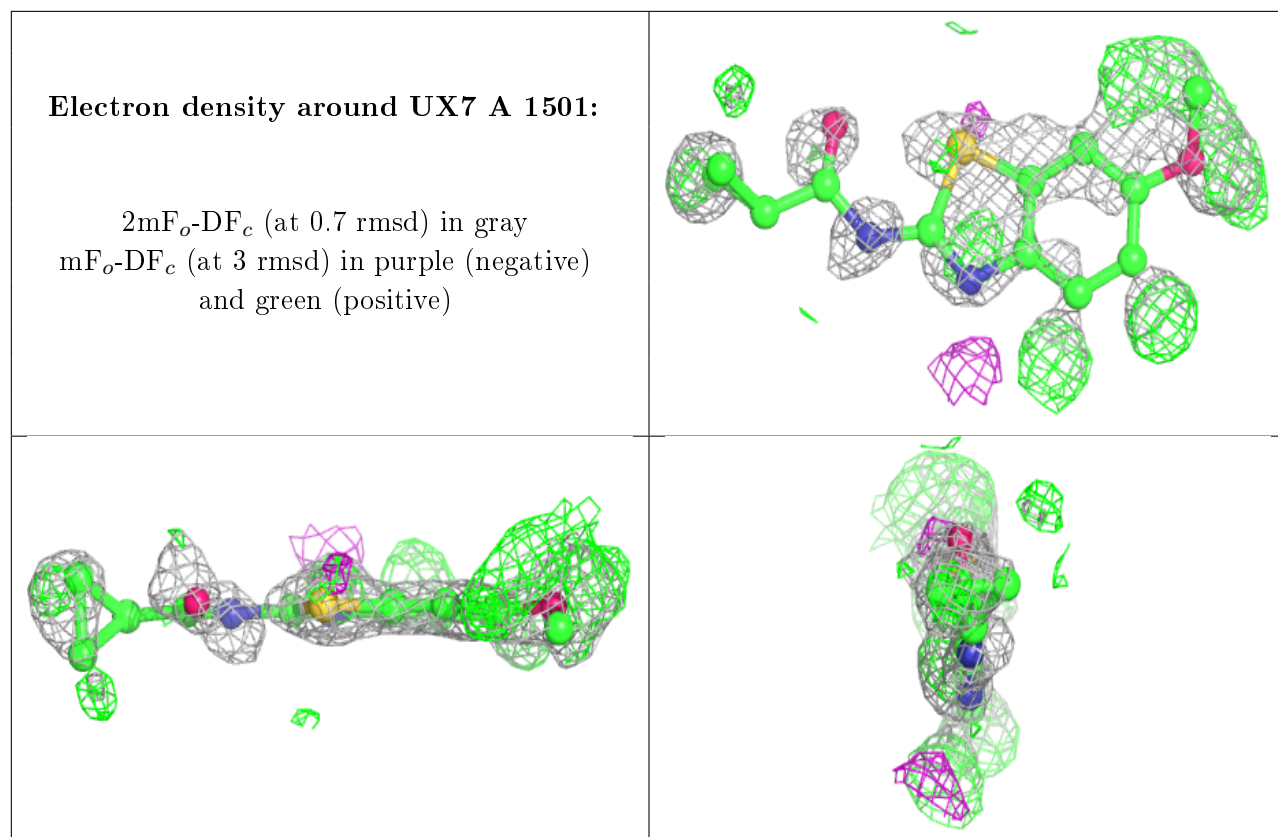 Electron density around UX7 A 1501:
2mFo-DFc (at 0.7 rmsd) in gray
mFo-DFc (at 3 rmsd) in purple (negative)
and green (positive)